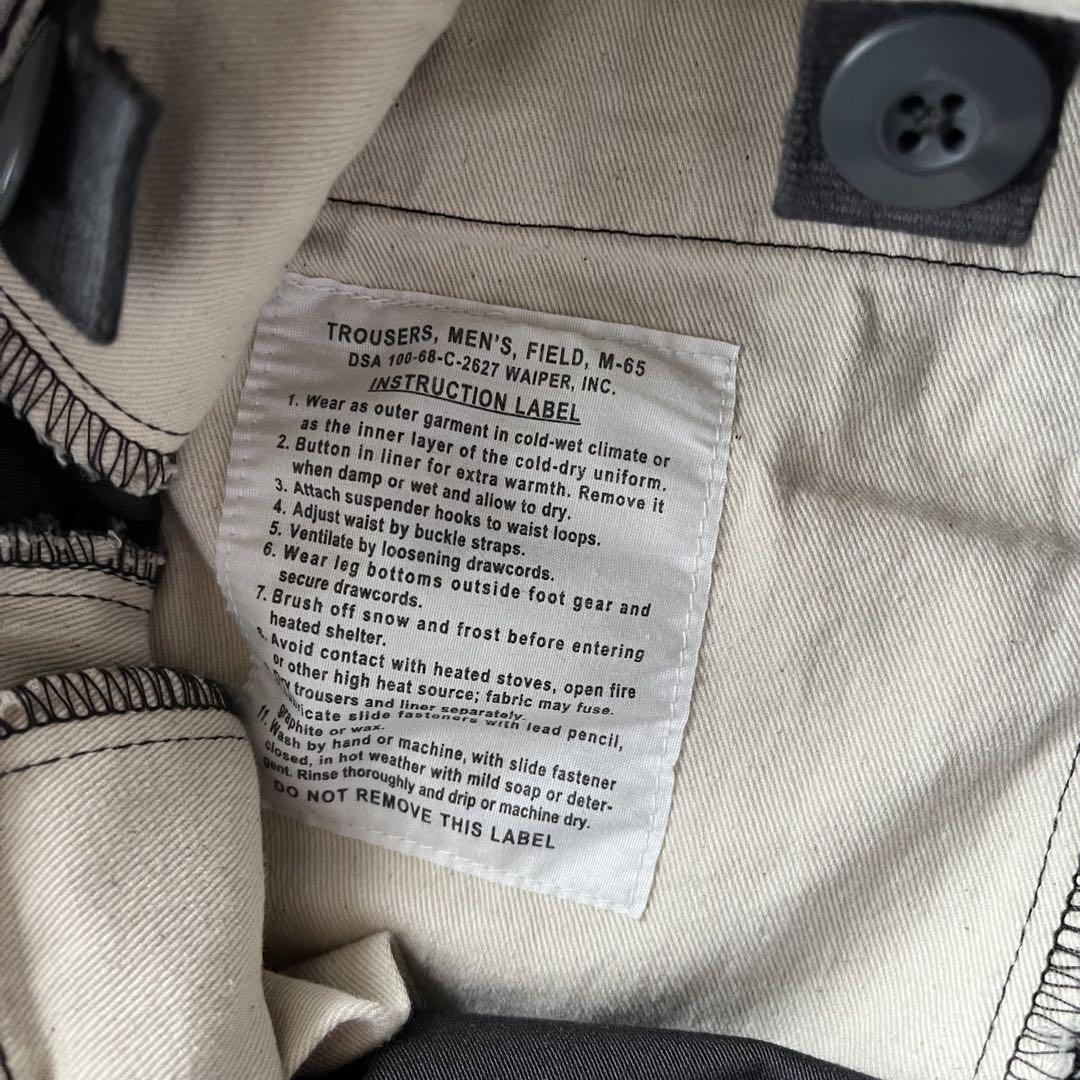 TROUSERS, MEN'S, FIELD, M-65
DSA 100-68-C-2627 WAIPER, INC.
INSTRUCTION LABEL
1. Wear as outer garment in cold-wet climate or
as the inner layer of the cold-dry uniform.
2. Button in liner for extra warmth. Remove it
when damp or wet and allow to dry.
3. Attach suspender hooks to waist loops.
4. Adjust waist by buckle straps.
5. Ventilate by loosening drawcords.
6. Wear leg bottoms outside foot gear and
secure drawcords.
7. Brush off snow and frost before entering
heated shelter.
8. Avoid contact with heated stoves, open fire
or other high heat source; fabric may fuse.
trousers and liner separately.
slide fasteners with lead pencil,
graphite or wax.
11. Wash by hand or machine, with slide fastener
closed, in hot weather with mild soap or deter-
gent. Rinse thoroughly and drip or machine dry.
DO NOT REMOVE THIS LABEL